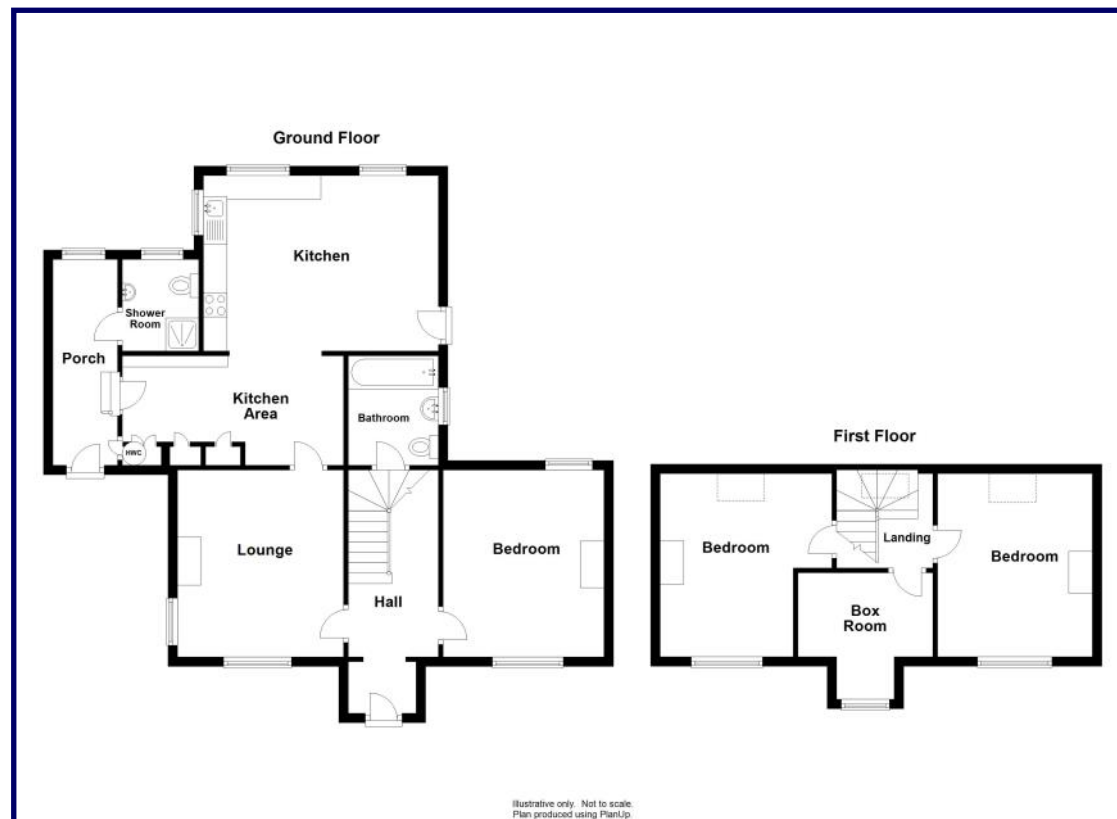 Ground Floor
Kitchen
Shower
Room
Porch
Kitchen
Area
Bathroom
HWC
Lounge
Bedroom
Hall
First Floor
Bedroom
Landing
Bedroom
Box
Room
Illustrative only. Not to scale.
Plan produced using PlanUp.